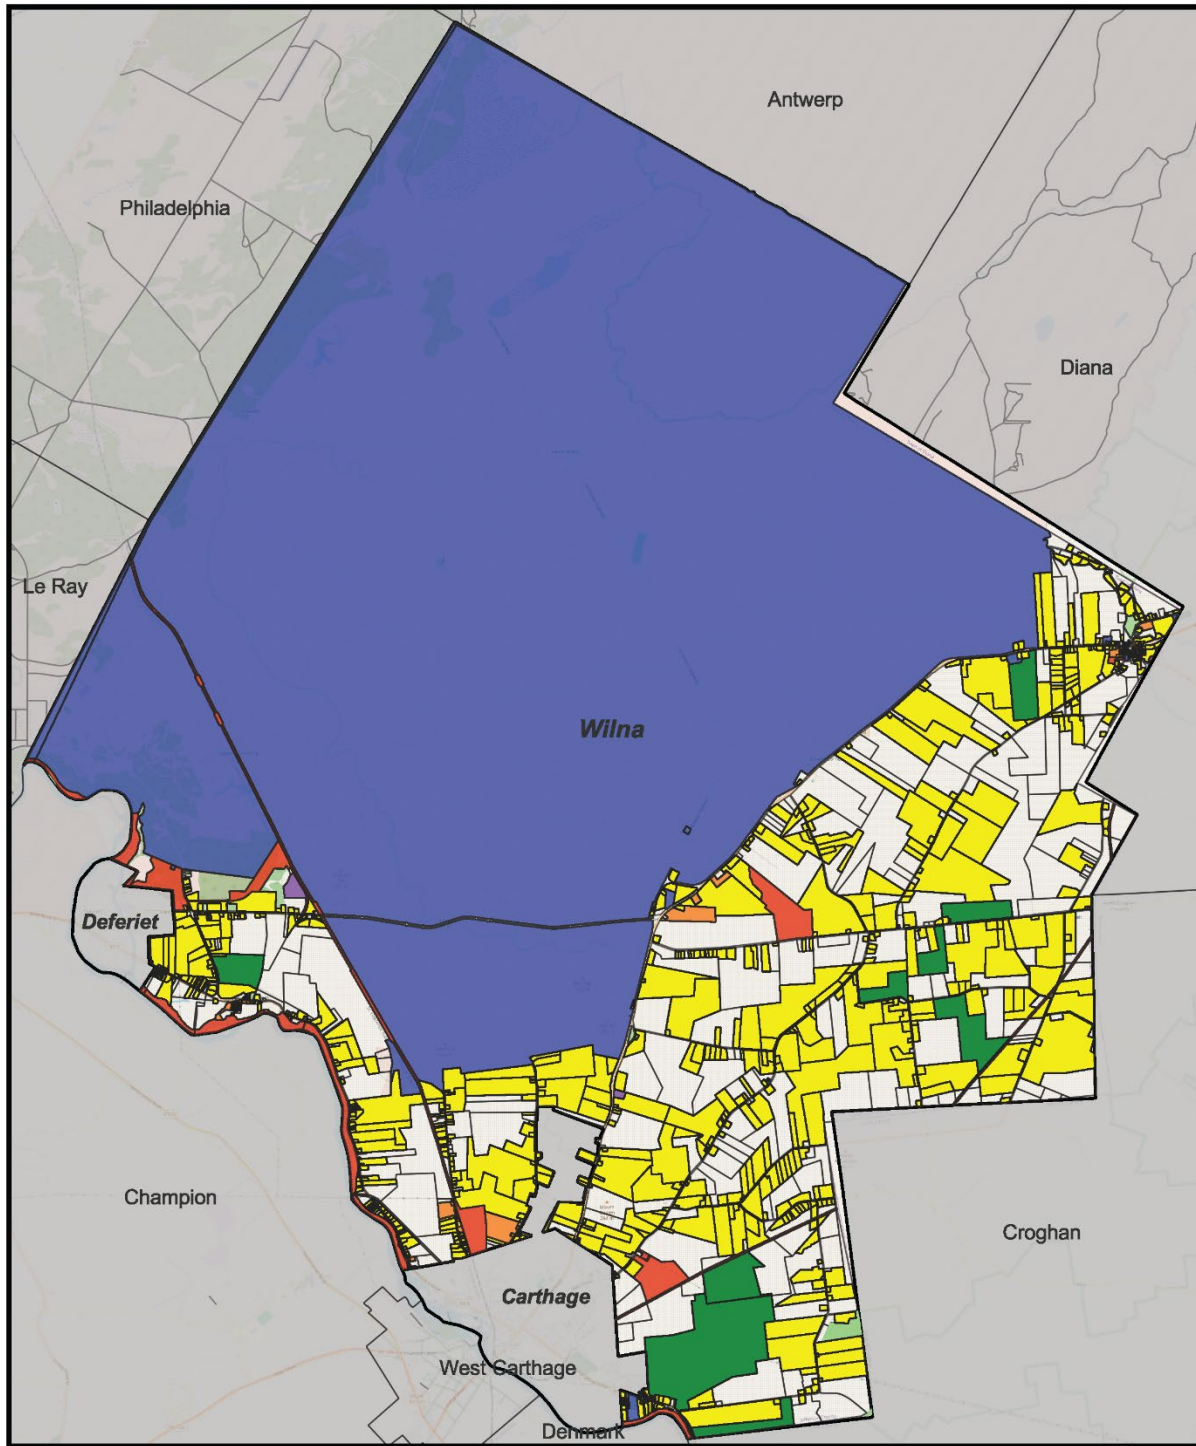 Antwerp
Philadelphia
Diana
Le Ray
Wilna
Deferiet
Champion
Croghan
Carthage
West Carthage
Denmark